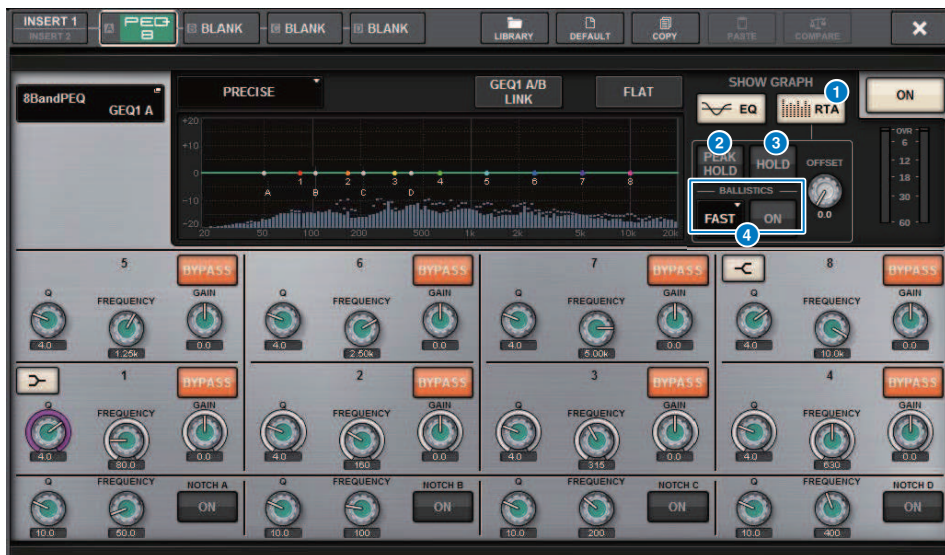 INSERT 1
INSERT 2
A PEQ 8
B BLANK
C BLANK
D BLANK
LIBRARY
DEFAULT
COPY
PASTE
COMPARE
8BandPEQ
GEQ1 A
PRECISE
GEQ1 A/B
LINK
FLAT
SHOW GRAPH
EQ
RTA
1
ON
2
3
PEAK
HOLD
HOLD
OFFSET
0.0
BALLISTICS
FAST
ON
4
OVR
6
12
18
30
60
+20
+10
0
-10
-20
A 1 B 2 C 3 D 4 5 6 7 8
20 50 100 200 500 1k 2k 5k 10k 20k
5 BYPASS 6 BYPASS 7 BYPASS 8 BYPASS
Q FREQUENCY GAIN Q FREQUENCY GAIN Q FREQUENCY GAIN Q FREQUENCY GAIN
4.0 1.25k 0.0 4.0 2.50k 0.0 4.0 5.00k 0.0 4.0 10.0k 0.0
1 BYPASS 2 BYPASS 3 BYPASS 4 BYPASS
Q FREQUENCY GAIN Q FREQUENCY GAIN Q FREQUENCY GAIN Q FREQUENCY GAIN
4.0 80.0 0.0 4.0 160 0.0 4.0 315 0.0 4.0 630 0.0
Q FREQUENCY NOTCH A Q FREQUENCY NOTCH B Q FREQUENCY NOTCH C Q FREQUENCY NOTCH D
ON ON ON ON
10.0 50.0 10.0 100 10.0 200 10.0 400